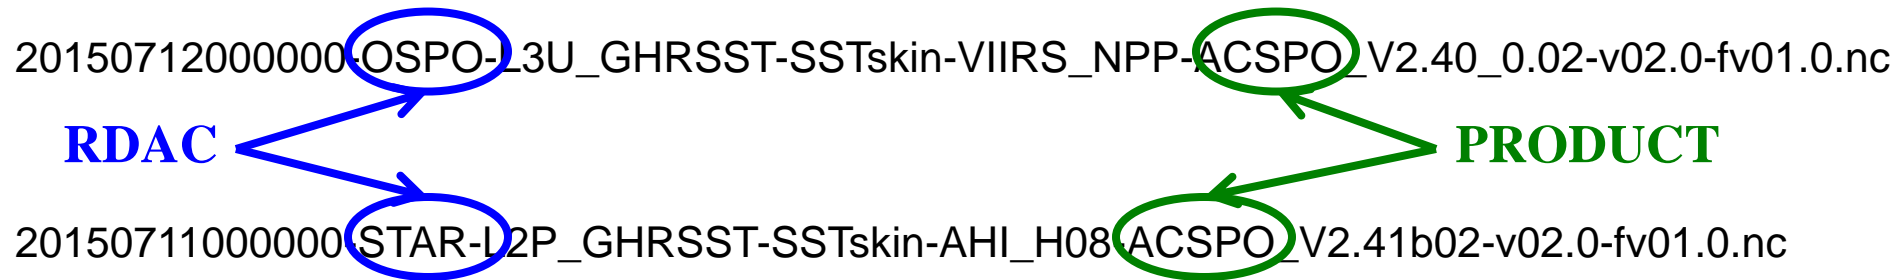 20150712000000-OSPO-L3U_GHRSST-SSTskin-VIIRS_NPP-ACSPO_V2.40_0.02-v02.0-fv01.0.nc
RDAC
PRODUCT
20150711000000-STAR-L2P_GHRSST-SSTskin-AHI_H08-ACSPO_V2.41b02-v02.0-fv01.0.nc